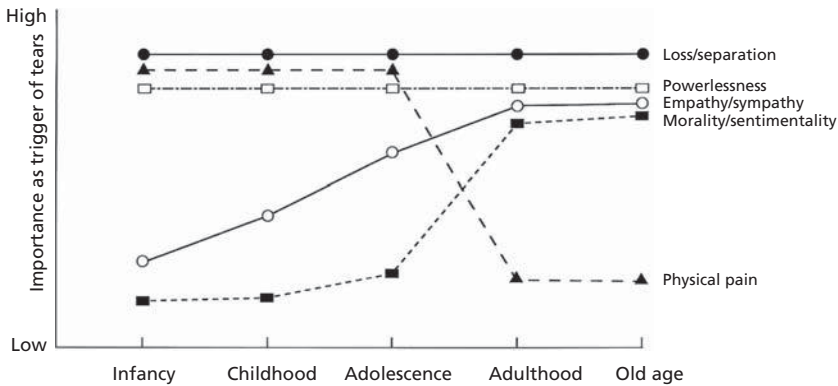 High
Importance as trigger of tears
Low
Loss/separation
Powerlessness
Empathy/sympathy
Morality/sentimentality
Physical pain
Infancy
Childhood
Adolescence
Adulthood
Old age